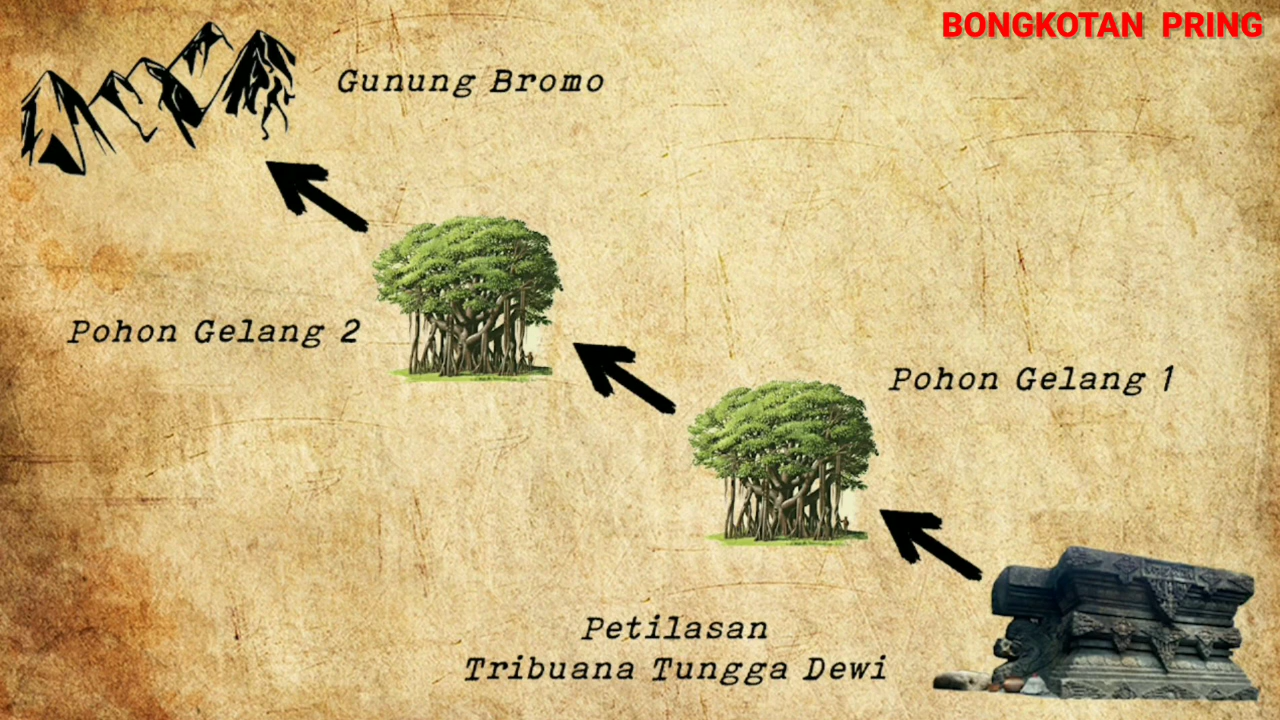 BONGKOTAN PRING
Gunung Bromo
Pohon Gelang 2
Pohon Gelang 1
Petilasan
Tribuana Tungga Dewi